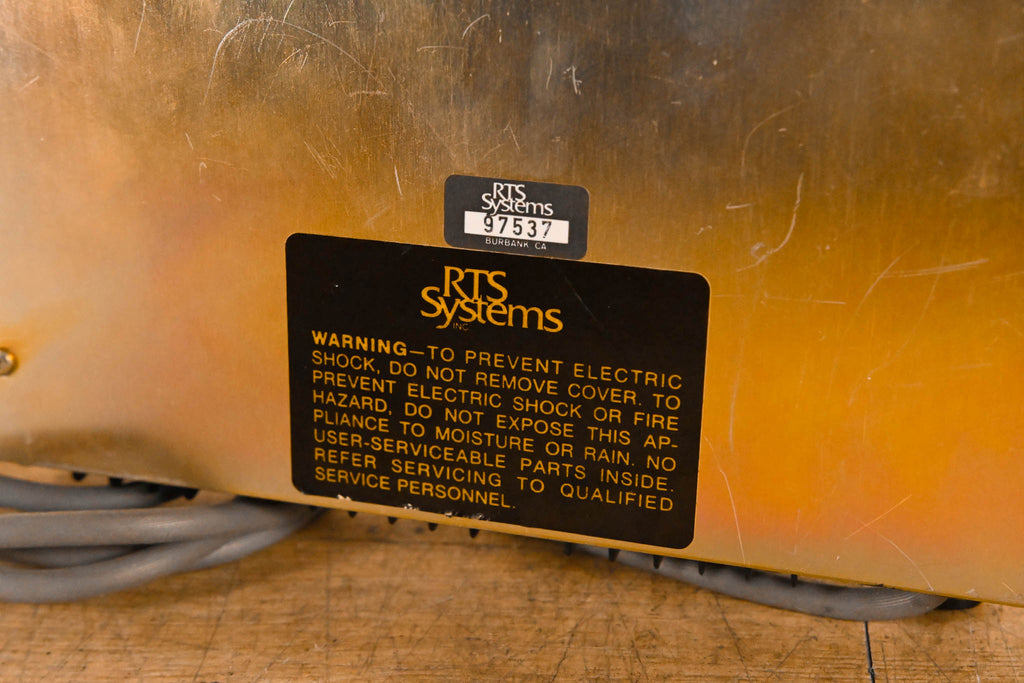 RTS
Systems
97537
BURBANK CA
RTS
Systems
INC.
WARNING—TO PREVENT ELECTRIC
SHOCK, DO NOT REMOVE COVER. TO
PREVENT ELECTRIC SHOCK OR FIRE
HAZARD, DO NOT EXPOSE THIS AP-
PLIANCE TO MOISTURE OR RAIN. NO
USER-SERVICEABLE PARTS INSIDE.
REFER SERVICING TO QUALIFIED
SERVICE PERSONNEL.